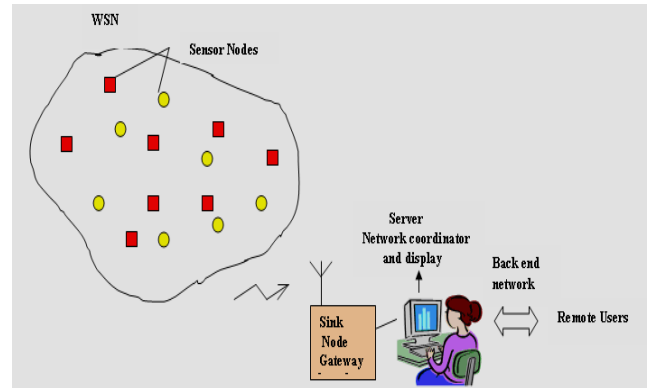 WSN
Sensor Nodes
Server
Network coordinator
and display
Back end
network
Remote Users
Sink
Node
Gateway